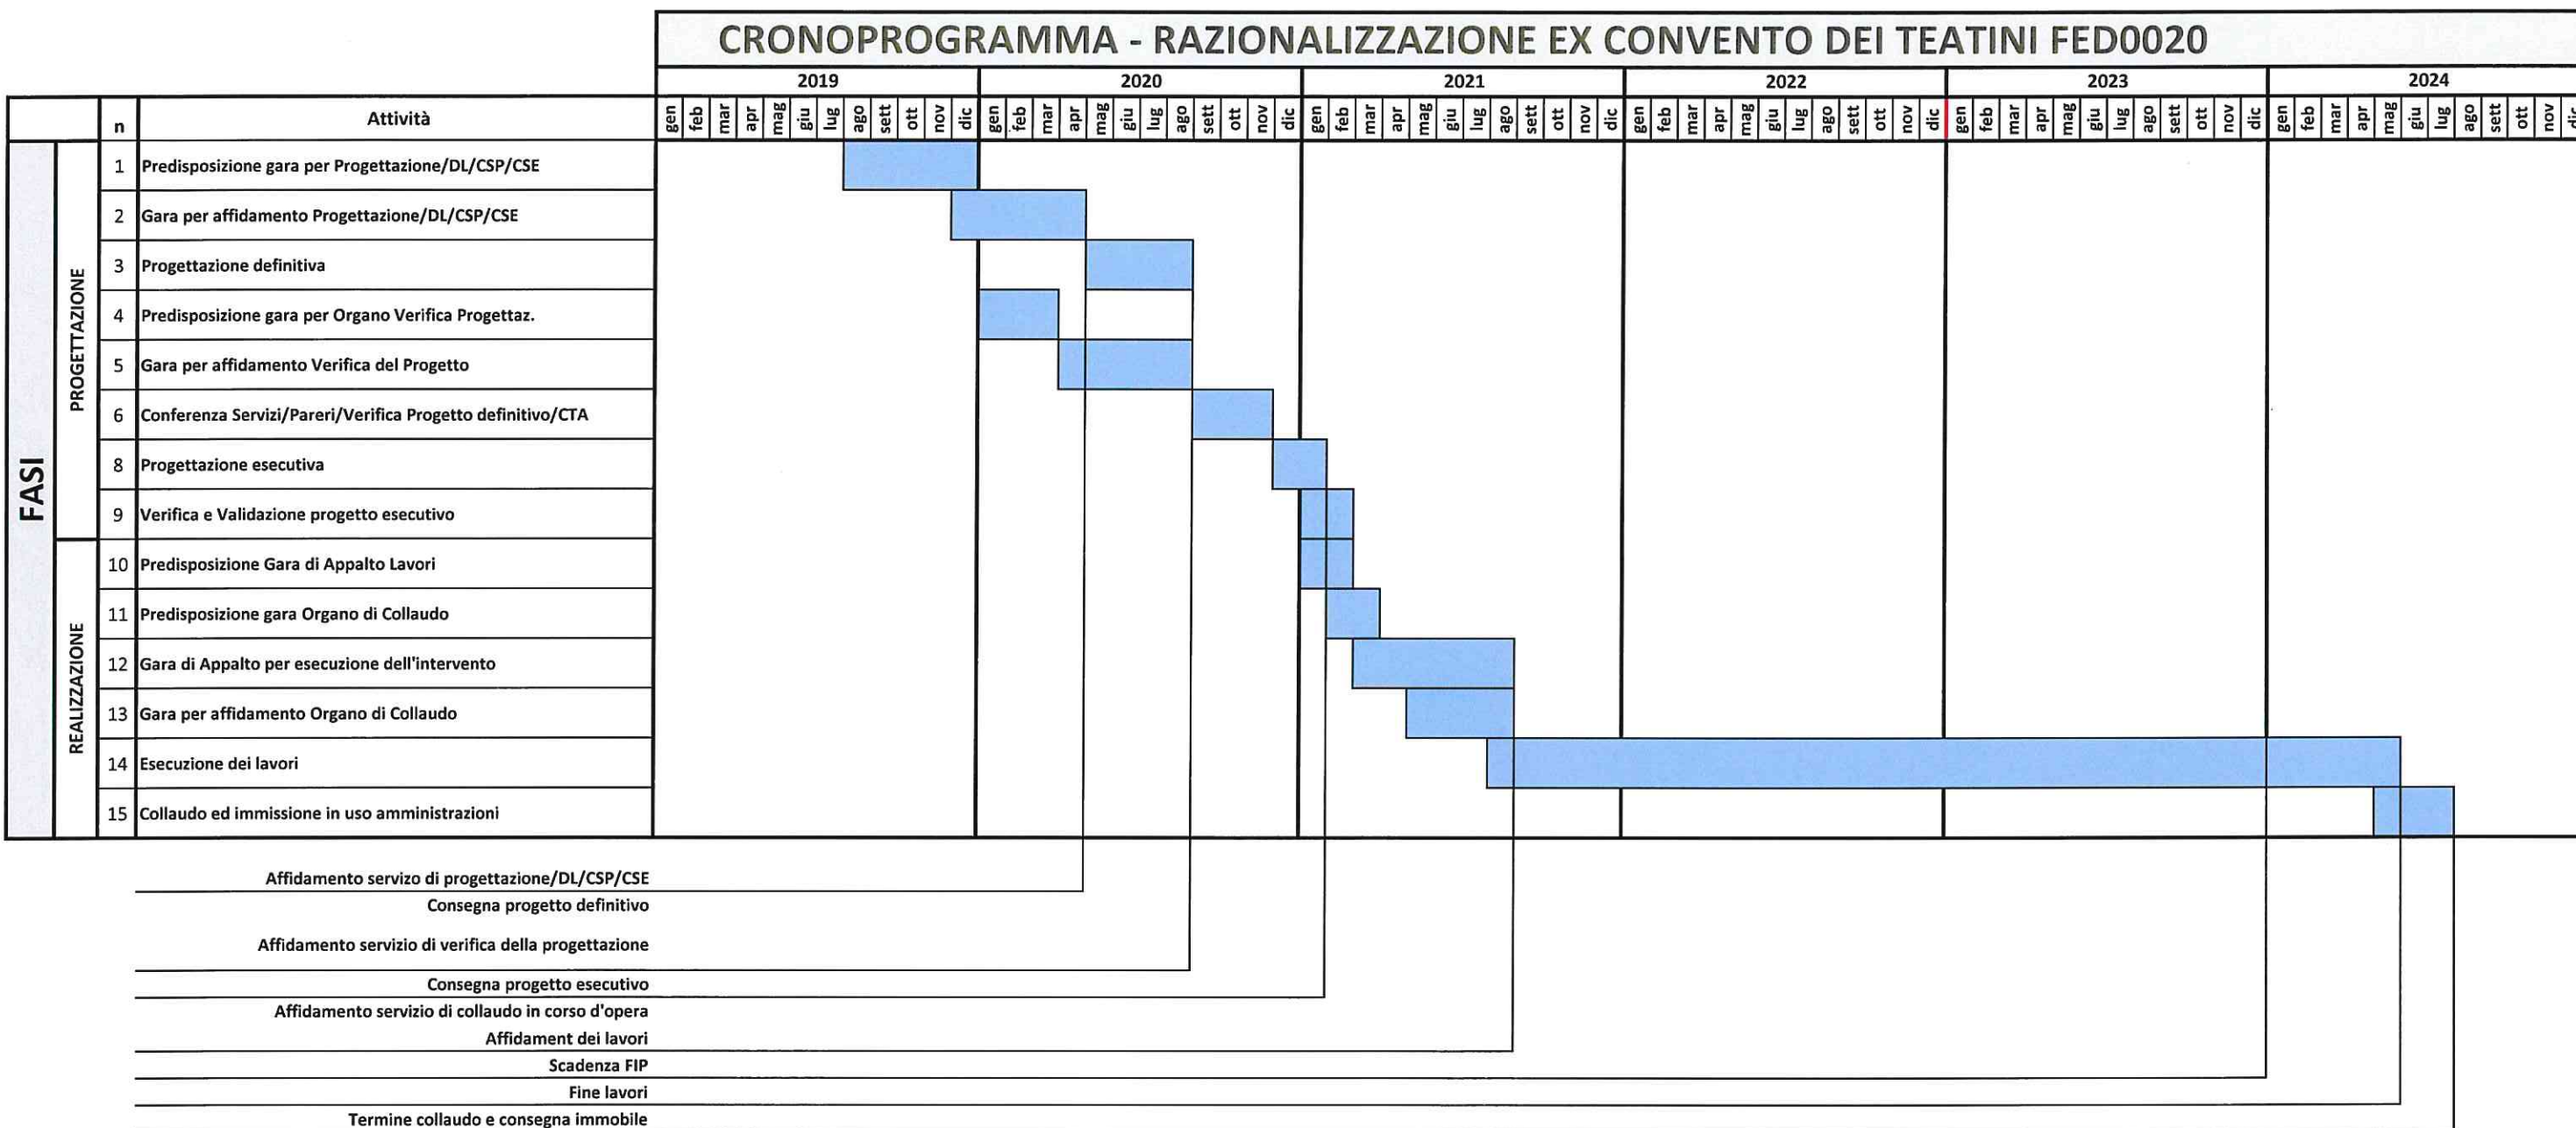 CRONOPROGRAMMA - RAZIONALIZZAZIONE EX CONVENTO DEI TEATINI FED0020
2019 2020 2021 2022 2023 2024
n Attività gen feb mar apr mag giu lug ago sett ott nov dic gen feb mar apr mag giu lug ago sett ott nov dic gen feb mar apr mag giu lug ago sett ott nov dic gen feb mar apr mag giu lug ago sett ott nov dic gen feb mar apr mag giu lug ago sett ott nov dic gen feb mar apr mag giu lug ago sett ott nov dic
FASI
PROGETTAZIONE
1 Predisposizione gara per Progettazione/DL/CSP/CSE
2 Gara per affidamento Progettazione/DL/CSP/CSE
3 Progettazione definitiva
4 Predisposizione gara per Organo Verifica Progettaz.
5 Gara per affidamento Verifica del Progetto
6 Conferenza Servizi/Pareri/Verifica Progetto definitivo/CTA
8 Progettazione esecutiva
9 Verifica e Validazione progetto esecutivo
REALIZZAZIONE
10 Predisposizione Gara di Appalto Lavori
11 Predisposizione gara Organo di Collaudo
12 Gara di Appalto per esecuzione dell'intervento
13 Gara per affidamento Organo di Collaudo
14 Esecuzione dei lavori
15 Collaudo ed immissione in uso amministrazioni
Affidamento servizo di progettazione/DL/CSP/CSE
Consegna progetto definitivo
Affidamento servizio di verifica della progettazione
Consegna progetto esecutivo
Affidamento servizio di collaudo in corso d'opera
Affidament dei lavori
Scadenza FIP
Fine lavori
Termine collaudo e consegna immobile